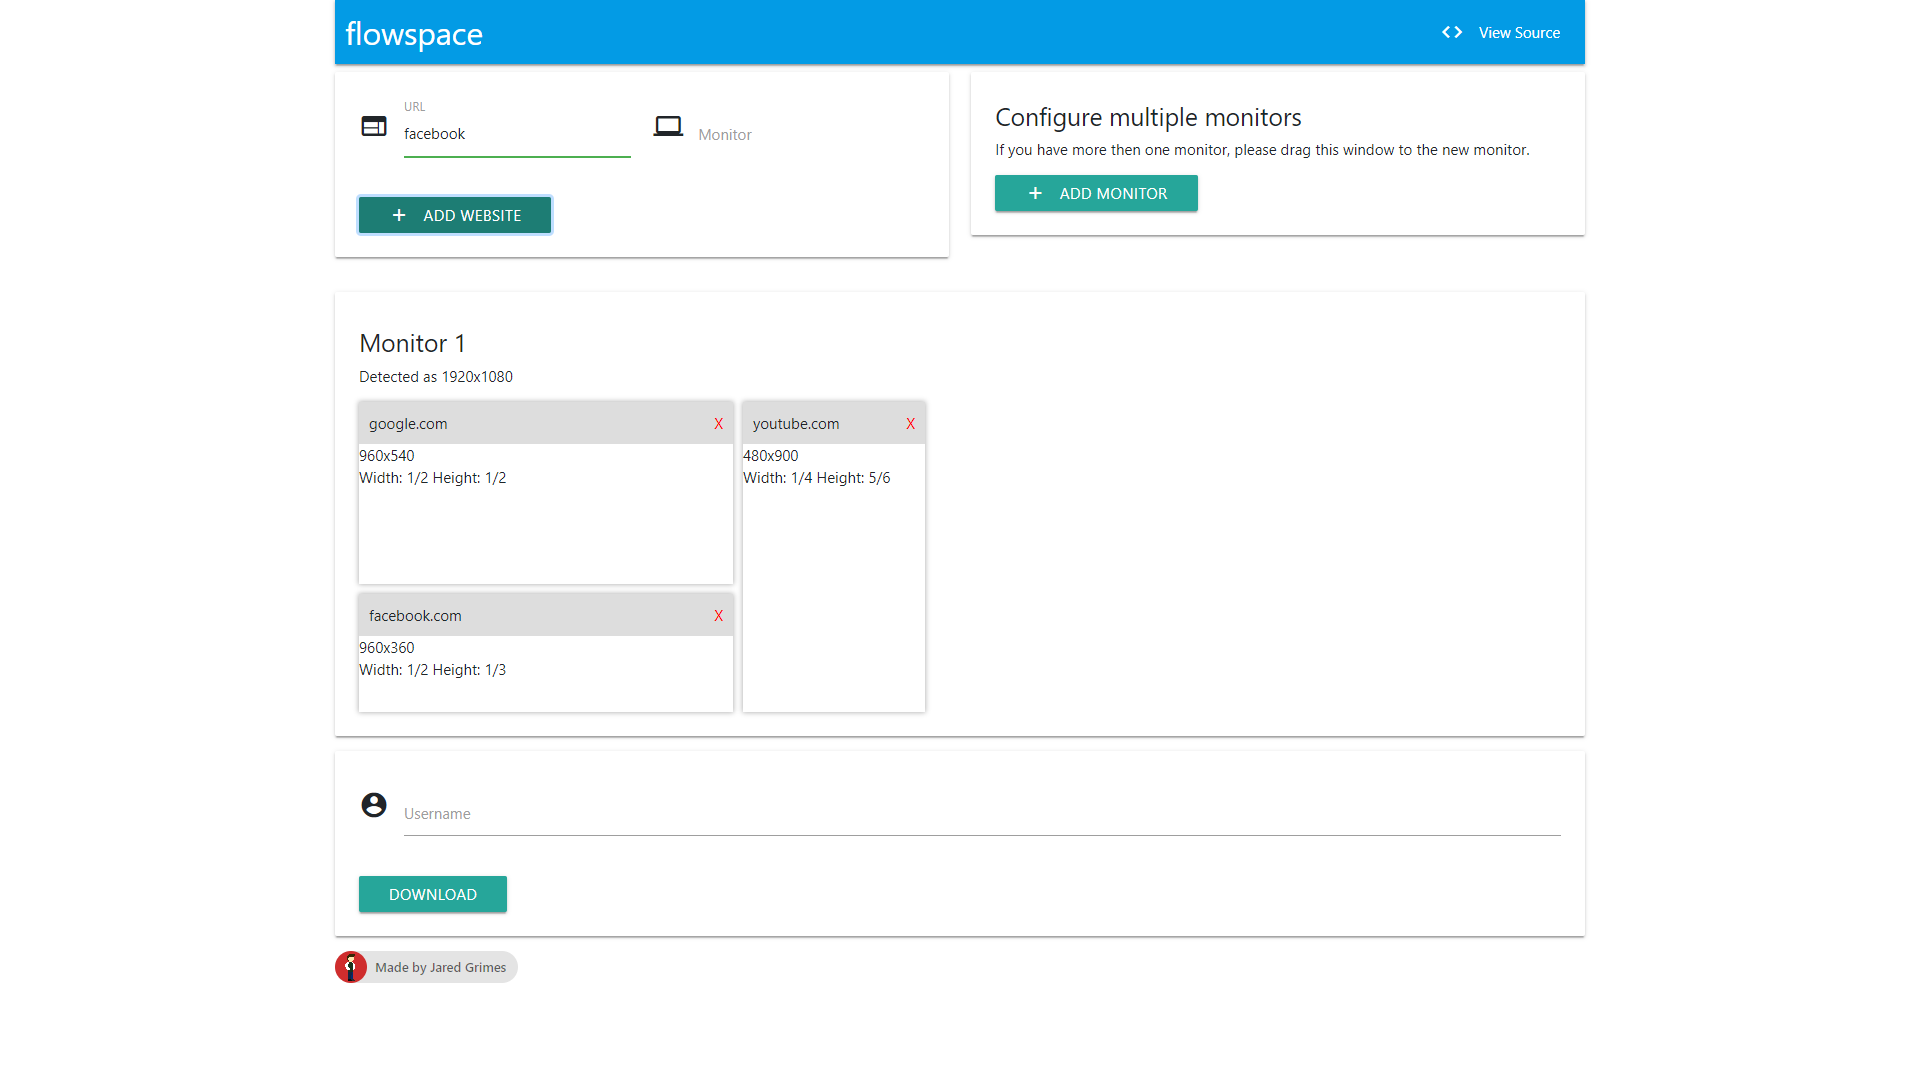 flowspace
View Source
URL
facebook
Monitor
ADD WEBSITE
Configure multiple monitors
If you have more then one monitor, please drag this window to the new monitor.
ADD MONITOR
Monitor 1
Detected as 1920x1080
google.com X
960x540
Width: 1/2 Height: 1/2
youtube.com X
480x900
Width: 1/4 Height: 5/6
facebook.com X
960x360
Width: 1/2 Height: 1/3
Username
DOWNLOAD
Made by Jared Grimes